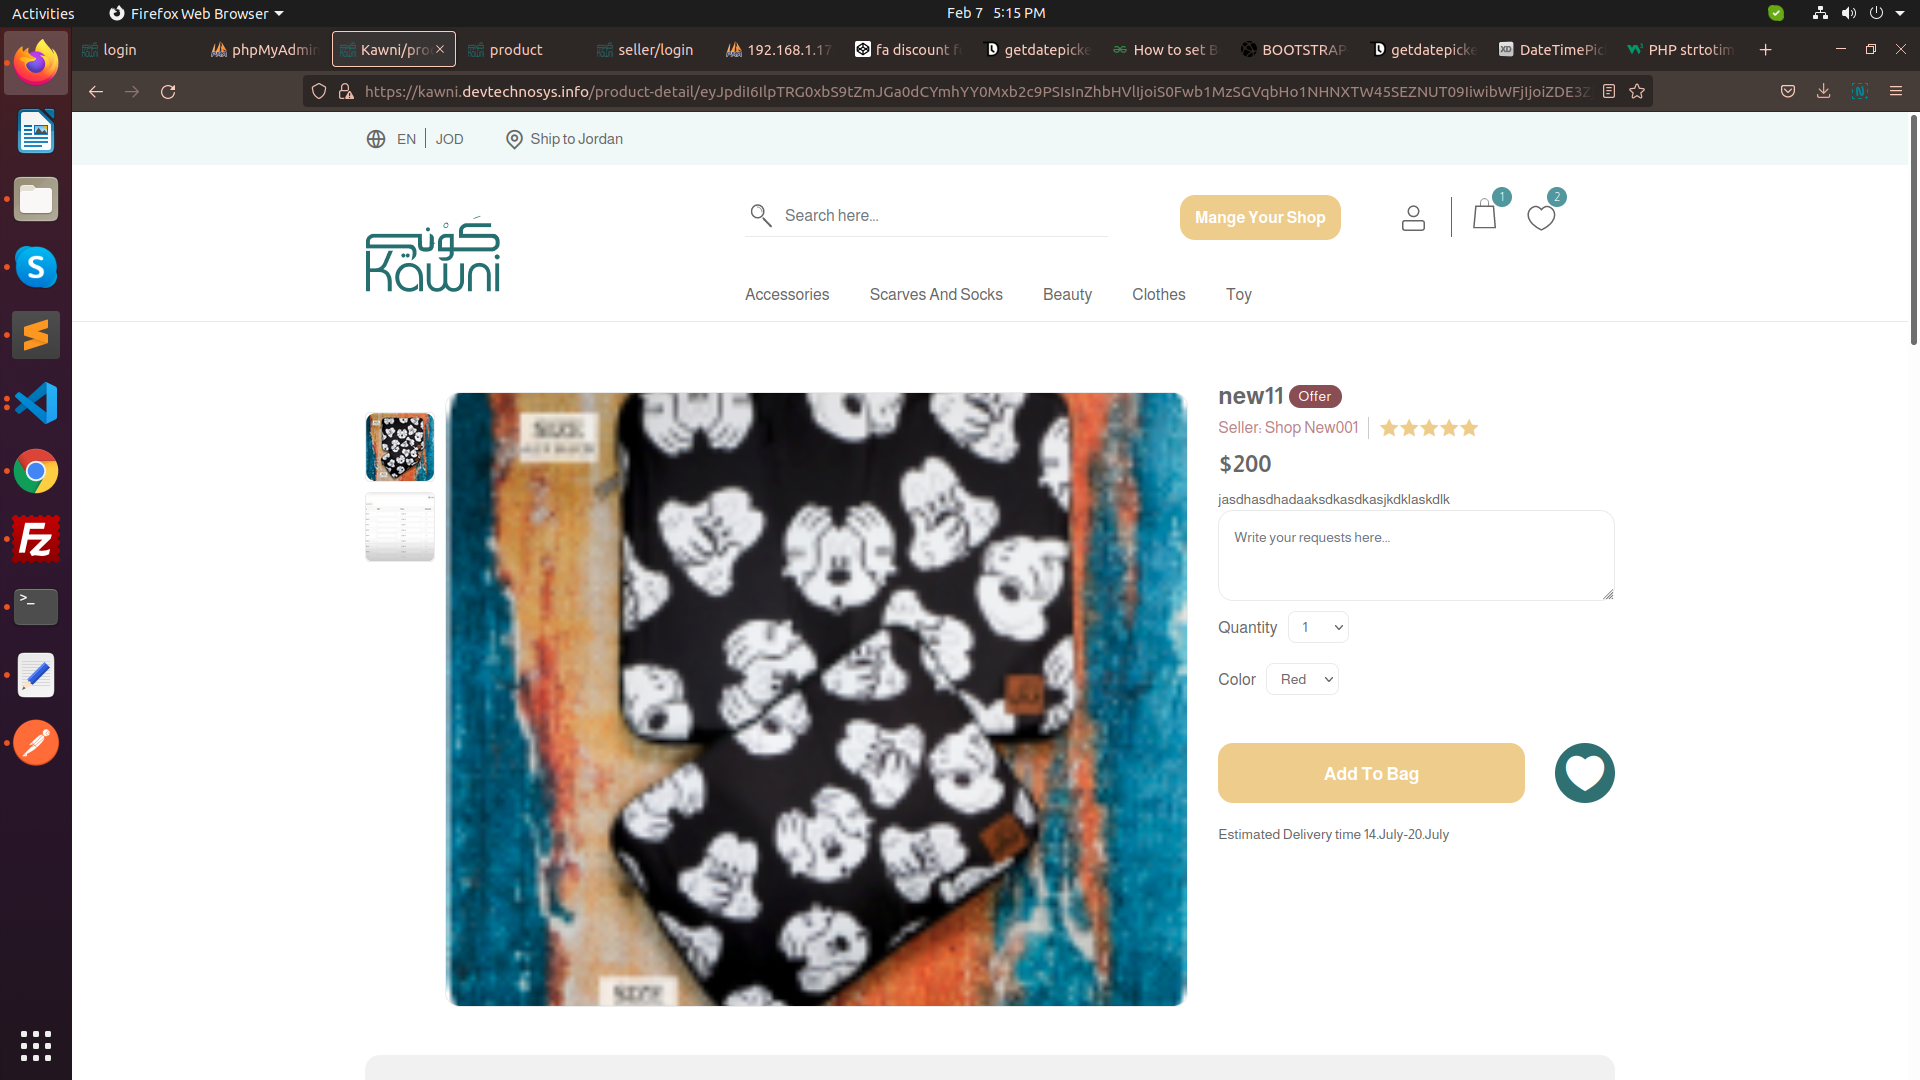 Activities
Firefox Web Browser
Feb 7 5:15 PM
login
phpMyAdmin
Kawni/pro
product
seller/login
192.168.1.17
fa discount f
getdatepicke
How to set B
BOOTSTRAP
getdatepicke
DateTimePic
PHP strtotim
https://kawni.devtechnosys.info/product-detail/eyJpdiI6IlpTRG0xbS9tZmJGa0dCYmhYY0Mxb2c9PSIsInZhbHVlIjoiS0Fwb1MzSGVqbHo1NHNXTW45SEZNUT09IiwibWFjIjoiZDE3Z
EN
JOD
Ship to Jordan
كوني
Kawni
Search here...
Mange Your Shop
1
2
Accessories
Scarves And Socks
Beauty
Clothes
Toy
new11 Offer
Seller: Shop New001
$200
jasdhasdhadaaksdkasdkasjkdklaskdlk
Write your requests here...
Quantity 1
Color Red
Add To Bag
Estimated Delivery time 14.July-20.July
SIZE
SIZE